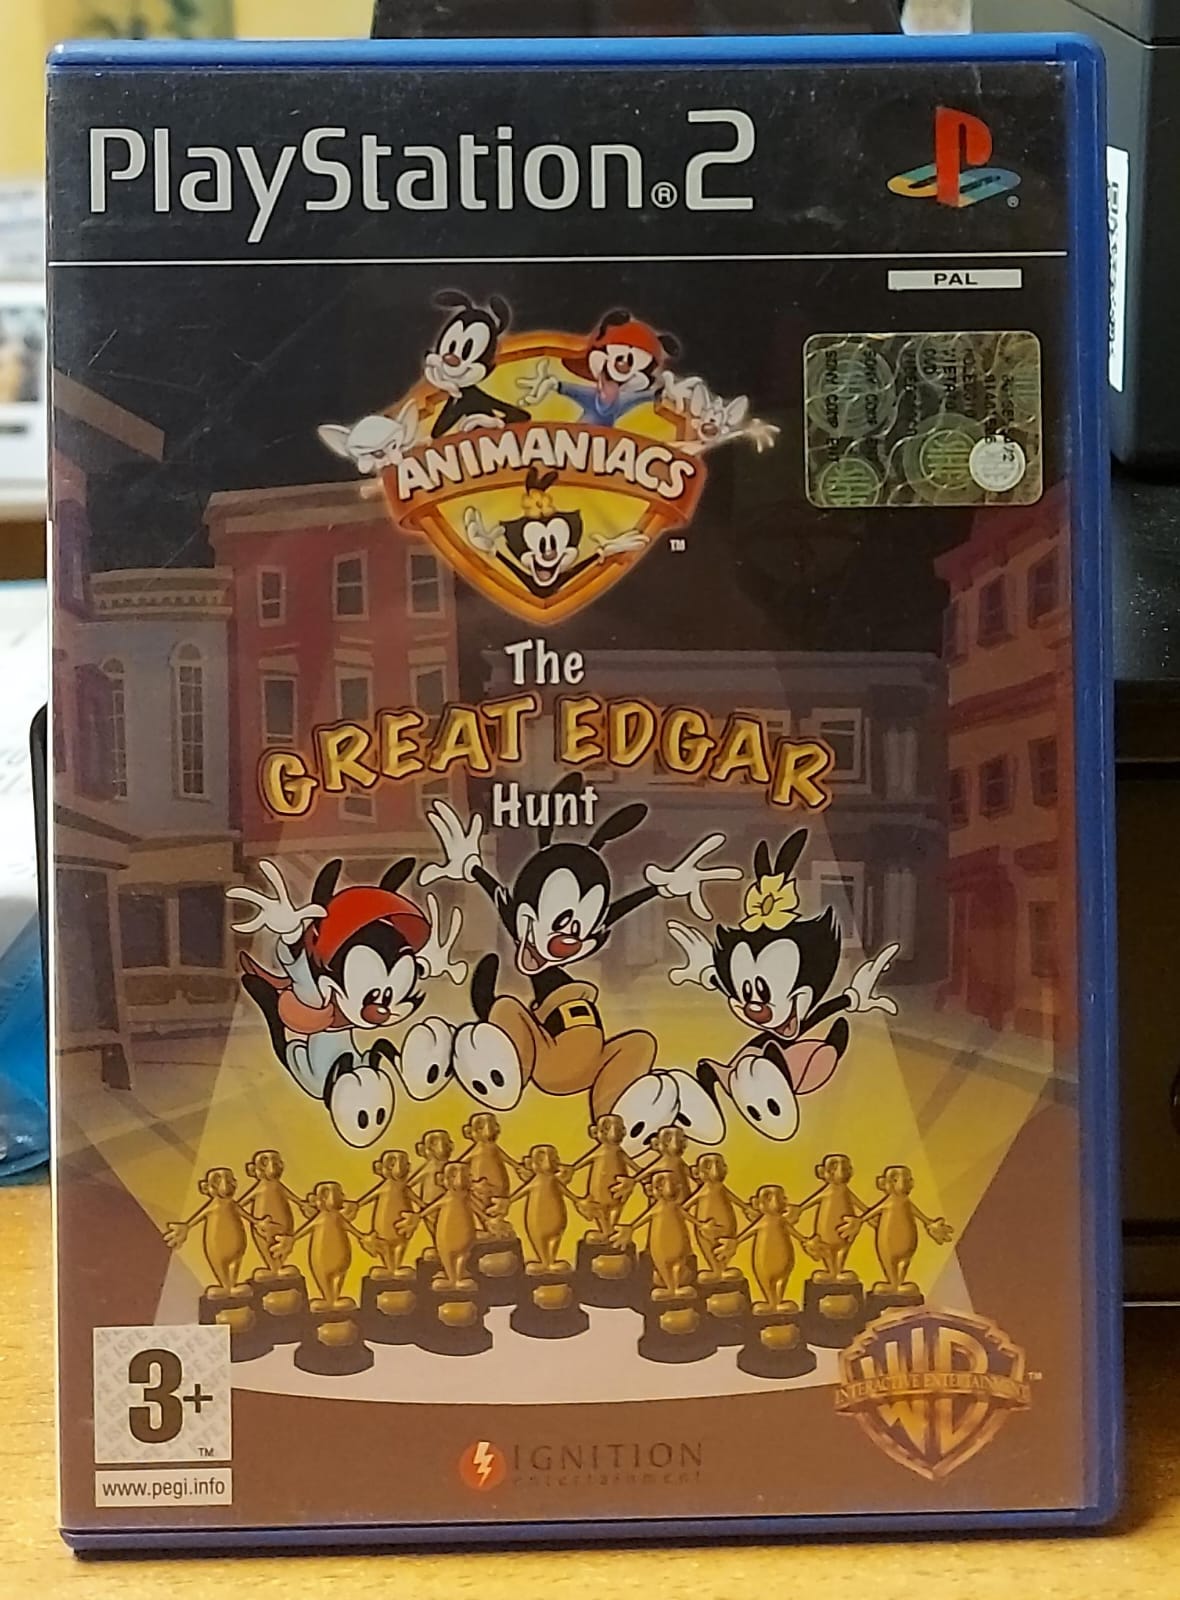 PlayStation®2
PAL
ANIMANIACS
™
The
GREAT EDGAR
Hunt
3+
™
www.pegi.info
IGNITION
entertainment
WB
INTERACTIVE ENTERTAINMENT
™